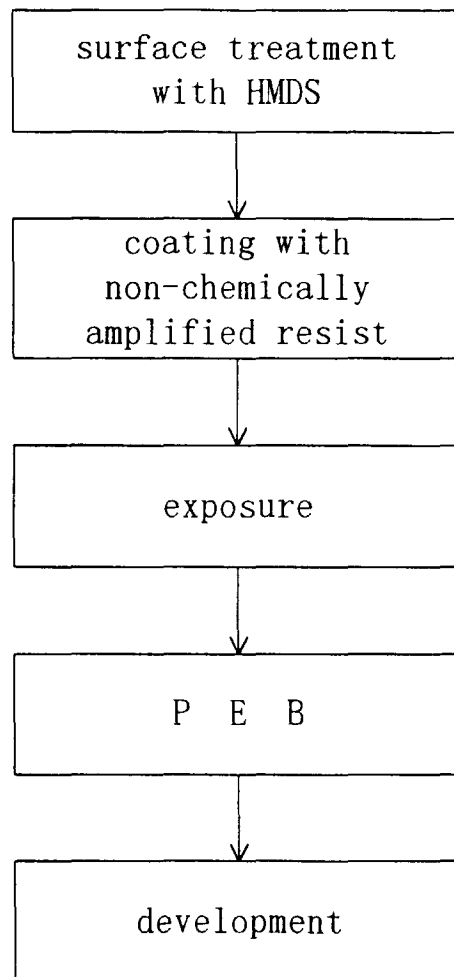 surface treatment
with HMDS
coating with
non-chemically
amplified resist
exposure
P E B
development